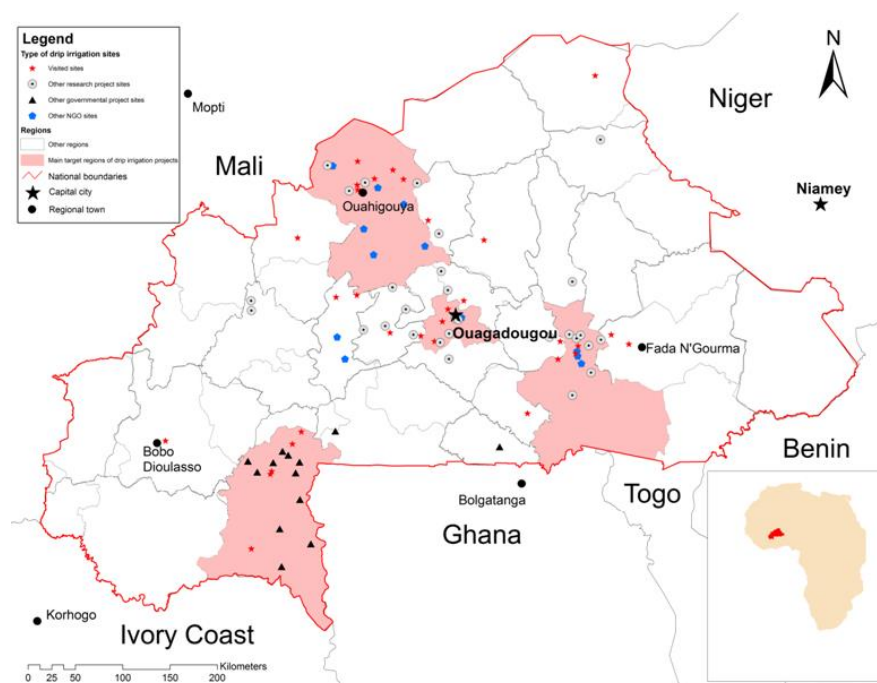 Legend
Type of drip irrigation sites
Visited sites
Other research project sites
Other governmental project sites
Other NGO sites
Regions
Other regions
Main target regions of drip irrigation projects
National boundaries
Capital city
Regional town
N
Mopti
Niger
Mali
Niamey
Ouahigouya
Ouagadougou
Fada N'Gourma
Bobo
Dioulasso
Benin
Bolgatanga
Togo
Ghana
Korhogo
Ivory Coast
Kilometers
0 25 50 100 150 200